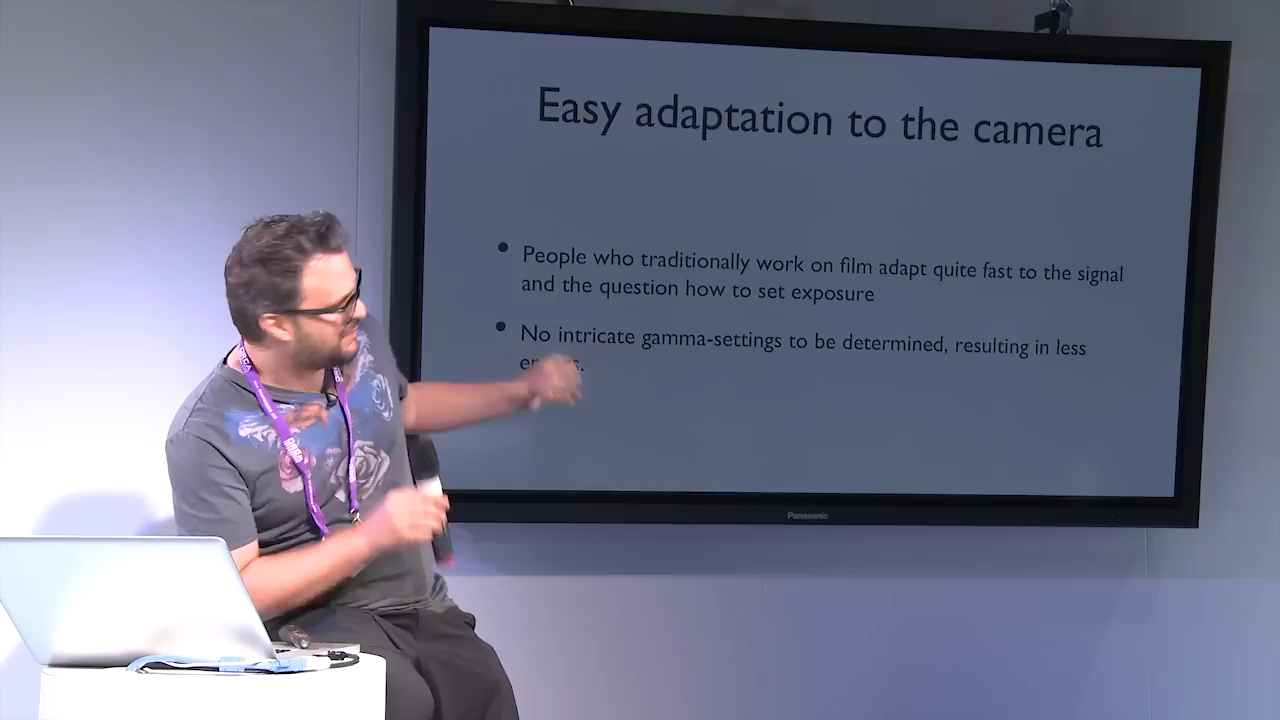 Easy adaptation to the camera
• People who traditionally work on film adapt quite fast to the signal
and the question how to set exposure
• No intricate gamma-settings to be determined, resulting in less
Panasonic